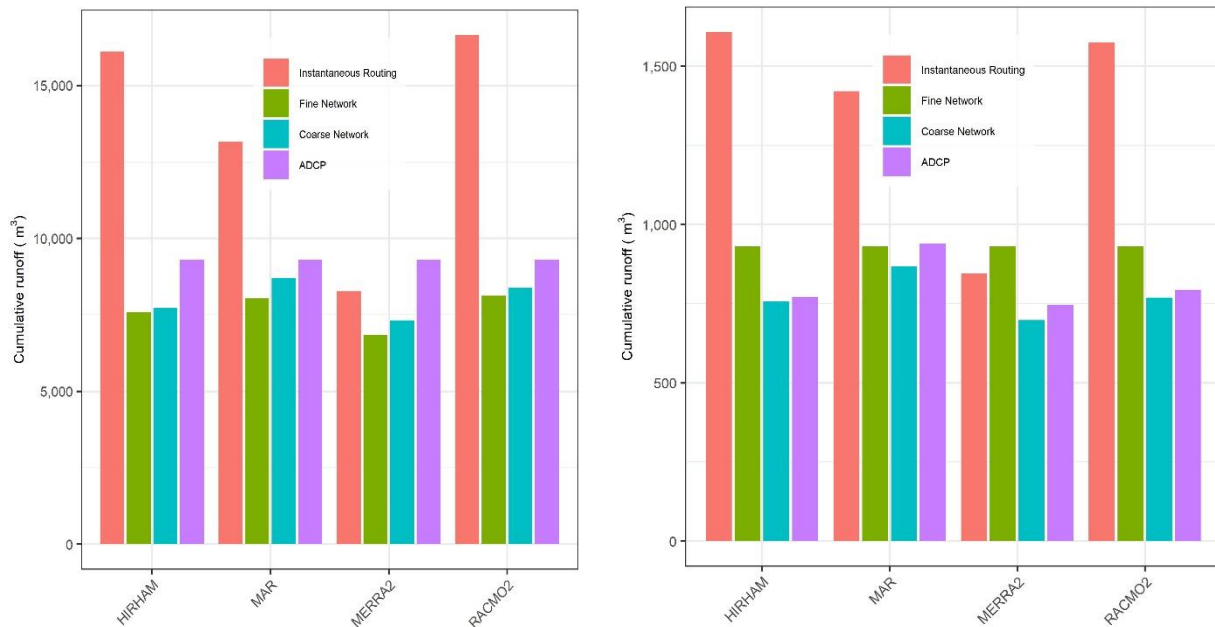 Cumulative runoff ( m³)
15,000
10,000
5,000
0
Instantaneous Routing
Fine Network
Coarse Network
ADCP
HIRHAM
MAR
MERRA2
RACMO2
Cumulative runoff ( m³)
1,500
1,000
500
0
Instantaneous Routing
Fine Network
Coarse Network
ADCP
HIRHAM
MAR
MERRA2
RACMO2